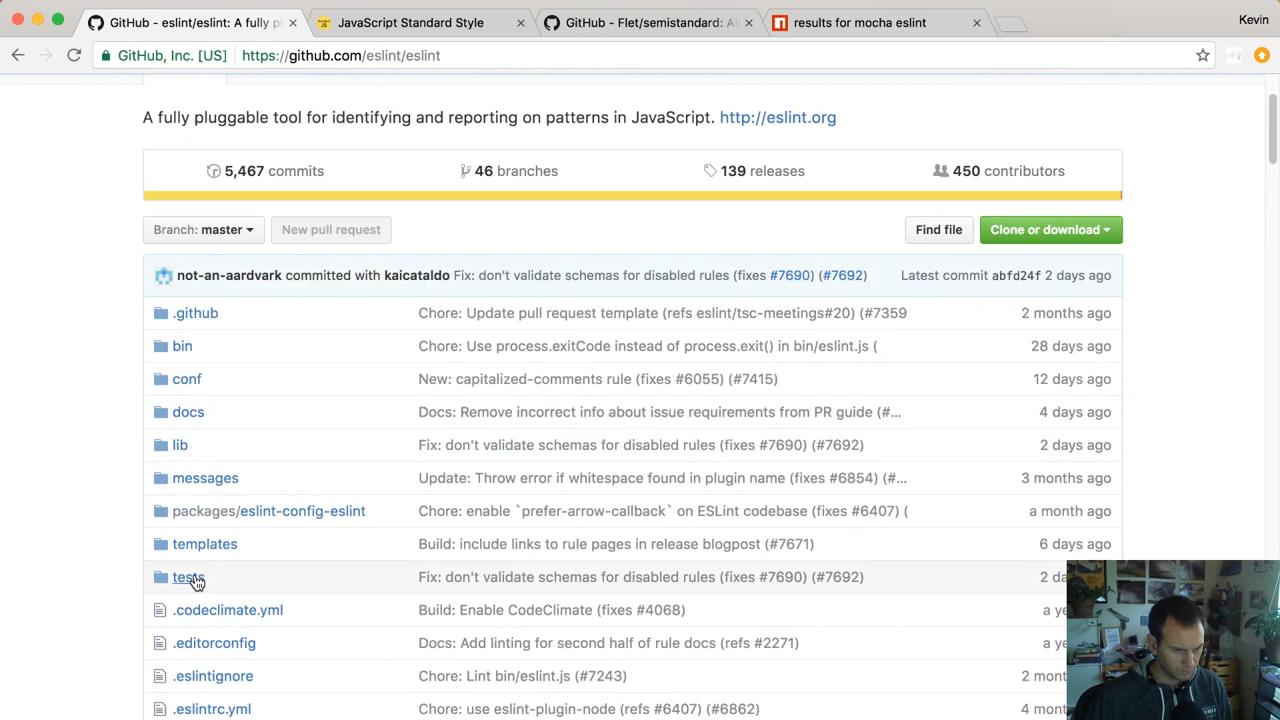 GitHub - eslint/eslint: A fully p
JavaScript Standard Style
GitHub - Flet/semistandard: Al
results for mocha eslint
Kevin
GitHub, Inc. [US] https://github.com/eslint/eslint
A fully pluggable tool for identifying and reporting on patterns in JavaScript. http://eslint.org
5,467 commits
46 branches
139 releases
450 contributors
Branch: master
New pull request
Find file
Clone or download
not-an-aardvark committed with kaicataldo Fix: don't validate schemas for disabled rules (fixes #7690) (#7692) Latest commit abfd24f 2 days ago
.github Chore: Update pull request template (refs eslint/tsc-meetings#20) (#7359 2 months ago
bin Chore: Use process.exitCode instead of process.exit() in bin/eslint.js ( 28 days ago
conf New: capitalized-comments rule (fixes #6055) (#7415) 12 days ago
docs Docs: Remove incorrect info about issue requirements from PR guide (#... 4 days ago
lib Fix: don't validate schemas for disabled rules (fixes #7690) (#7692) 2 days ago
messages Update: Throw error if whitespace found in plugin name (fixes #6854) (#... 3 months ago
packages/eslint-config-eslint Chore: enable `prefer-arrow-callback` on ESLint codebase (fixes #6407) ( a month ago
templates Build: include links to rule pages in release blogpost (#7671) 6 days ago
tests Fix: don't validate schemas for disabled rules (fixes #7690) (#7692) 2 d
.codeclimate.yml Build: Enable CodeClimate (fixes #4068) a ye
.editorconfig Docs: Add linting for second half of rule docs (refs #2271) a ye
.eslintignore Chore: Lint bin/eslint.js (#7243) 2 mont
.eslintrc.yml Chore: use eslint-plugin-node (refs #6407) (#6862) 4 mon